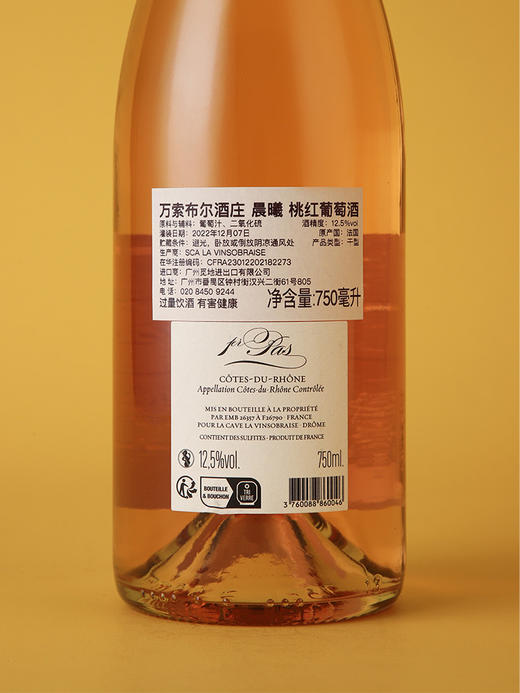 万索布尔酒庄 晨曦 桃红葡萄酒
原料与辅料：葡萄汁、二氧化硫 酒精度：12.5%vol
灌装日期：2022年12月07日 原产国：法国
贮藏条件：避光，卧放或倒放阴凉通风处 产品类型：干型
生产商：SCA LA VINSOBRAISE
在华注册编码：CFRA23012202182273
进口商：广州觅地进出口有限公司
地址：广州市番禺区钟村街汉兴二街61号805
电话：020 8450 9244
过量饮酒 有害健康 净含量:750毫升
1er Pas
CÔTES-DU-RHÔNE
Appellation Côtes-du-Rhône Contrôlée
MIS EN BOUTEILLE À LA PROPRIÉTÉ
PAR EMB 26357 À F26790 - FRANCE
POUR LA CAVE LA VINSOBRAISE - DRÔME
CONTIENT DES SULFITES - PRODUIT DE FRANCE
12,5%vol. 750ml.
BOUTEILLE
& BOUCHON
TRI
VERRE
3 760088 860046